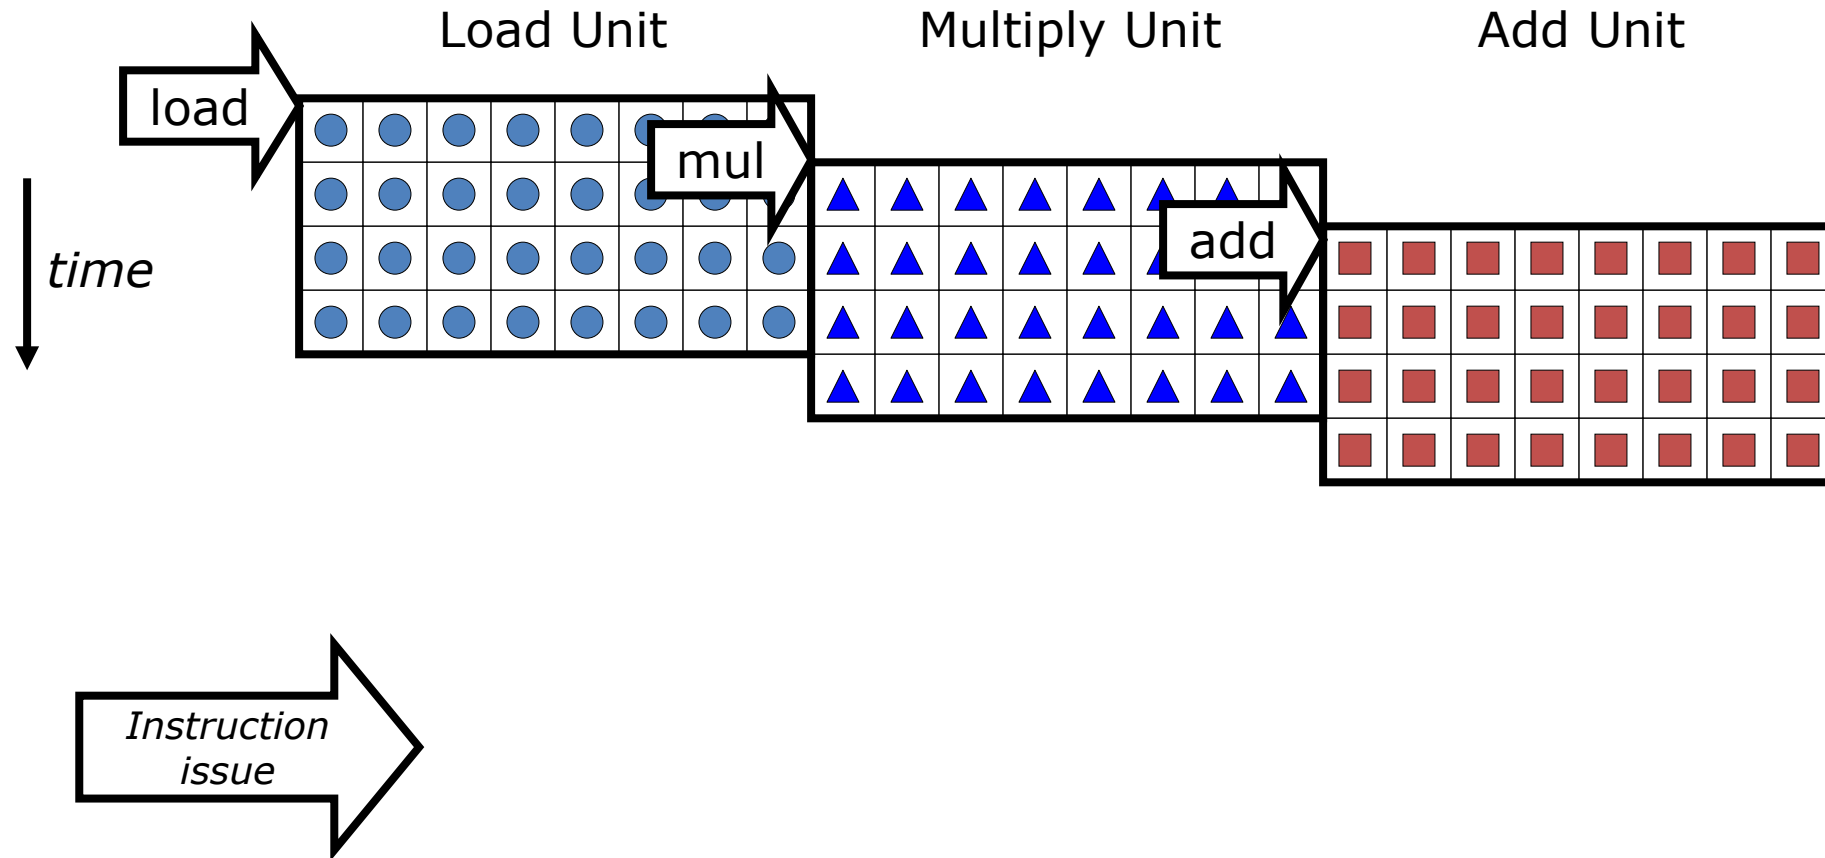 Load Unit
Multiply Unit
Add Unit
load
mul
add
time
Instruction
issue